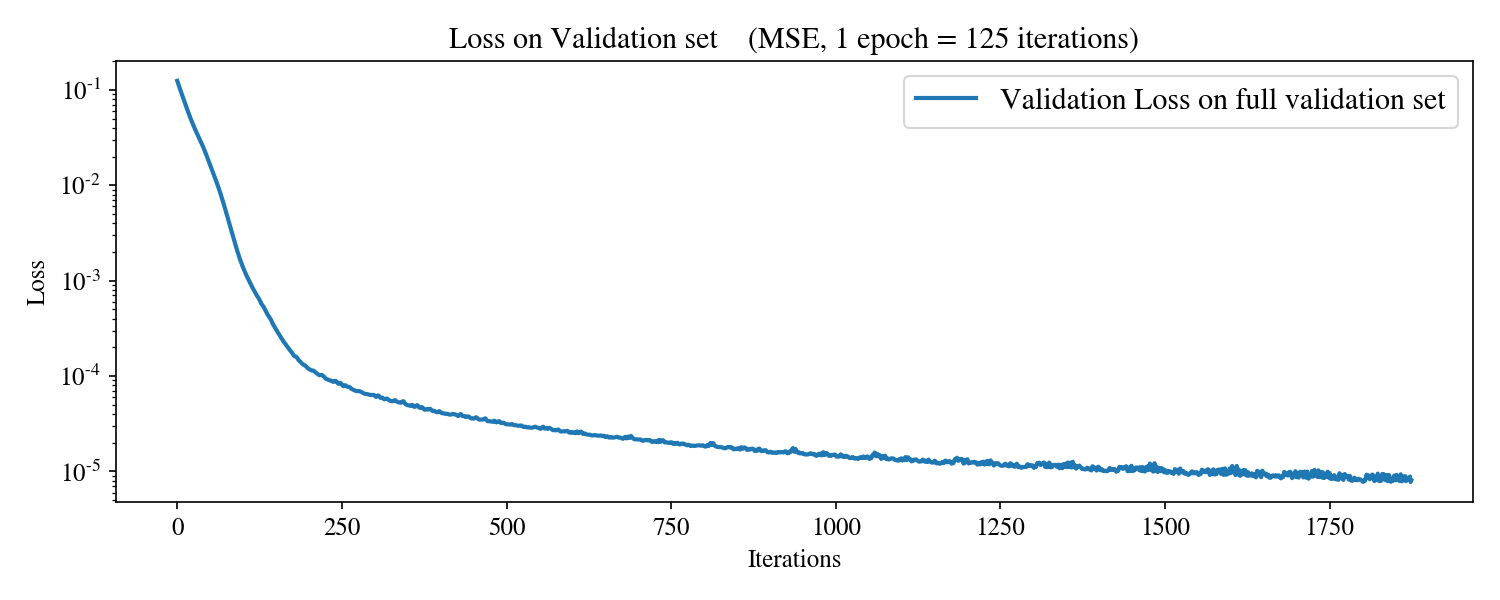 Loss on Validation set (MSE, 1 epoch = 125 iterations)
Validation Loss on full validation set
Loss
10⁻¹
10⁻²
10⁻³
10⁻⁴
10⁻⁵
0 250 500 750 1000 1250 1500 1750
Iterations